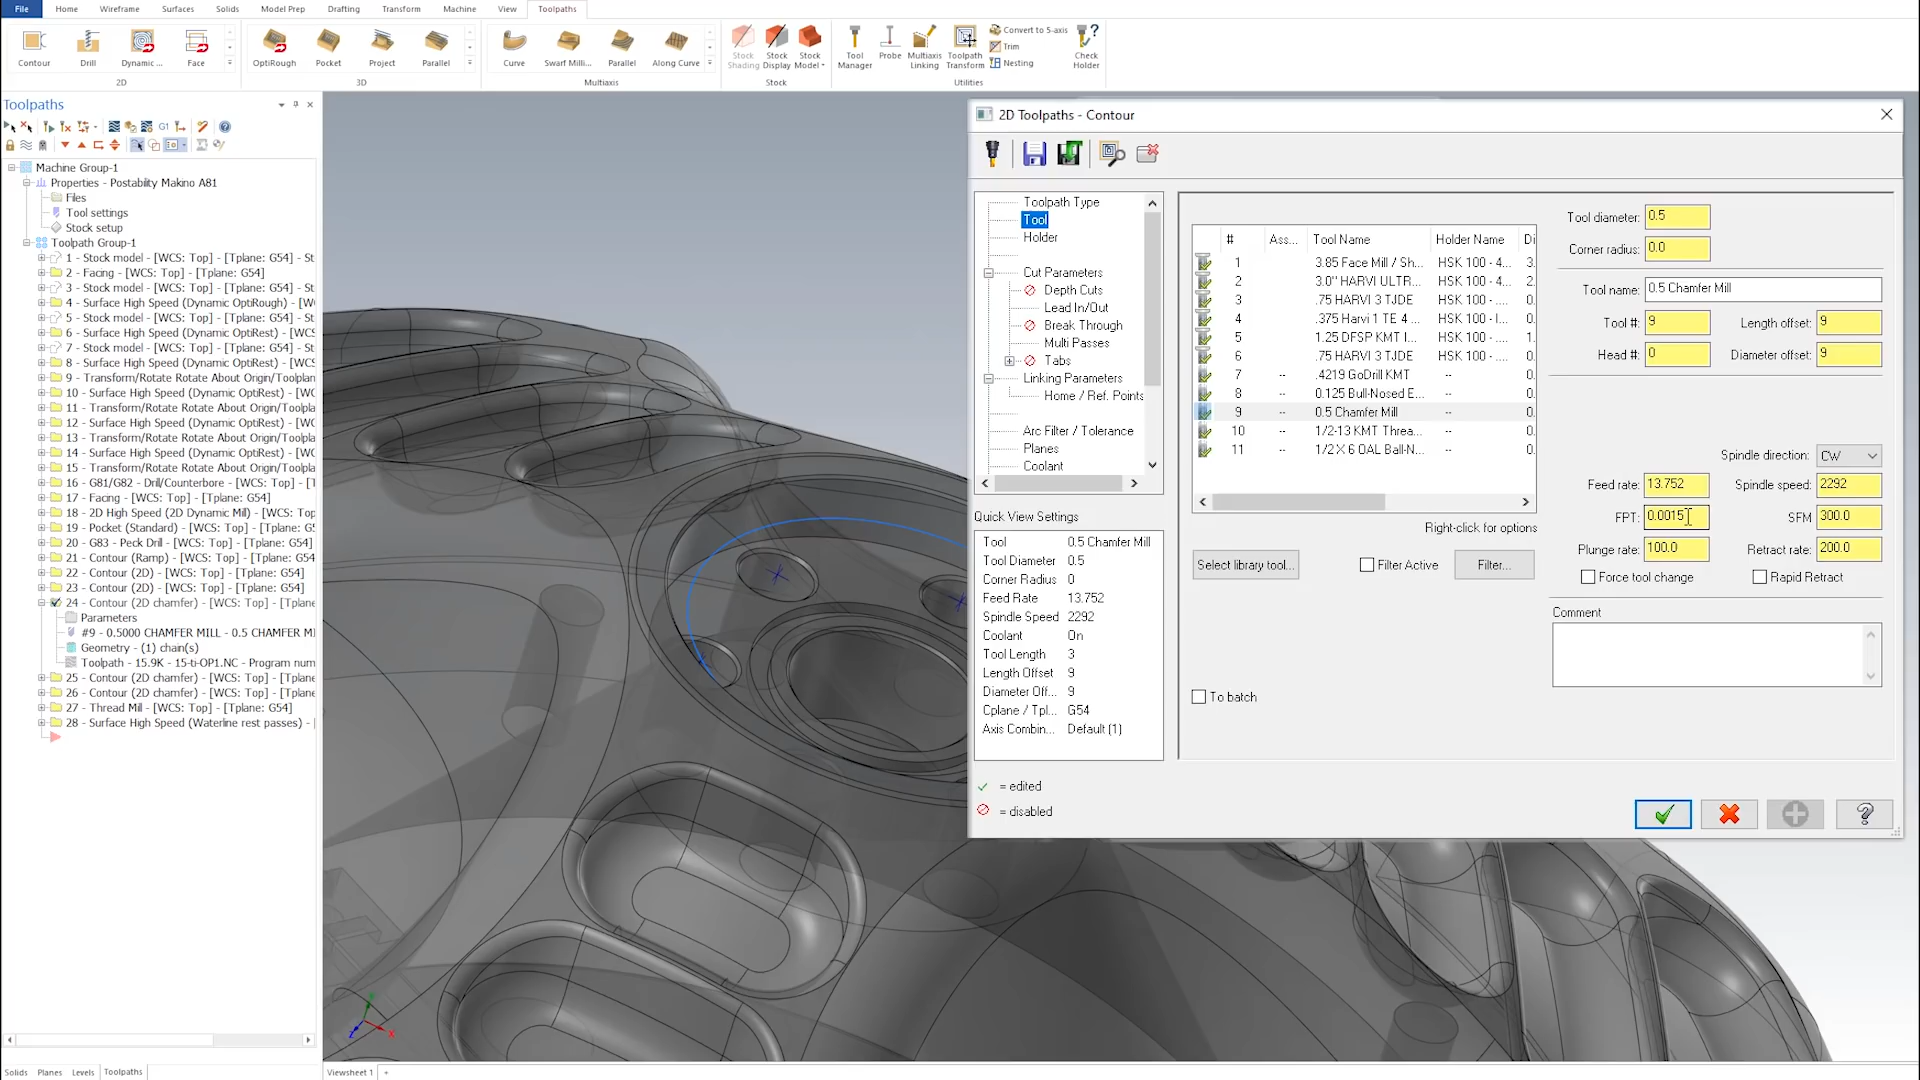 File Home Wireframe Surfaces Solids Model Prep Drafting Transform Machine View Toolpaths
Contour Drill Dynamic ... Face OptiRough Pocket Project Parallel Curve Swarf Milli... Parallel Along Curve Stock Shading Stock Display Stock Model Tool Manager Probe Multiaxis Linking Toolpath Transform Convert to 5-axis Trim Nesting Check Holder
2D 3D Multiaxis Stock Utilities
Toolpaths
G1
Machine Group-1
Properties - Postability Makino A81
Files
Tool settings
Stock setup
Toolpath Group-1
1 - Stock model - [WCS: Top] - [Tplane: G54] - St
2 - Facing - [WCS: Top] - [Tplane: G54]
3 - Stock model - [WCS: Top] - [Tplane: G54] - St
4 - Surface High Speed (Dynamic OptiRough) - [W
5 - Stock model - [WCS: Top] - [Tplane: G54] - St
6 - Surface High Speed (Dynamic OptiRest) - [WC
7 - Stock model - [WCS: Top] - [Tplane: G54] - St
8 - Surface High Speed (Dynamic OptiRest) - [WC
9 - Transform/Rotate Rotate About Origin/Toolplan
10 - Surface High Speed (Dynamic OptiRest) - [W
11 - Transform/Rotate Rotate About Origin/Toolpla
12 - Surface High Speed (Dynamic OptiRest) - [W
13 - Transform/Rotate Rotate About Origin/Toolpla
14 - Surface High Speed (Dynamic OptiRest) - [W
15 - Transform/Rotate Rotate About Origin/Toolpla
16 - G81/G82 - Drill/Counterbore - [WCS: Top] - [T
17 - Facing - [WCS: Top] - [Tplane: G54]
18 - 2D High Speed (2D Dynamic Mill) - [WCS: To
19 - Pocket (Standard) - [WCS: Top] - [Tplane: G5
20 - G83 - Peck Drill - [WCS: Top] - [Tplane: G54]
21 - Contour (Ramp) - [WCS: Top] - [Tplane: G54
22 - Contour (2D) - [WCS: Top] - [Tplane: G54]
23 - Contour (2D) - [WCS: Top] - [Tplane: G54]
24 - Contour (2D chamfer) - [WCS: Top] - [Tplane
Parameters
#9 - 0.5000 CHAMFER MILL - 0.5 CHAMFER MI
Geometry - (1) chain(s)
Toolpath - 15.9K - 15-ti-OP1.NC - Program num
25 - Contour (2D chamfer) - [WCS: Top] - [Tplane
26 - Contour (2D chamfer) - [WCS: Top] - [Tplane
27 - Thread Mill - [WCS: Top] - [Tplane: G54]
28 - Surface High Speed (Waterline rest passes) -
Solids Planes Levels Toolpaths
Viewsheet 1 +
X
2D Toolpaths - Contour
Toolpath Type
Tool
Holder
Cut Parameters
Depth Cuts
Lead In/Out
Break Through
Multi Passes
Tabs
Linking Parameters
Home / Ref. Points
Arc Filter / Tolerance
Planes
Coolant
Quick View Settings
Tool 0.5 Chamfer Mill
Tool Diameter 0.5
Corner Radius 0
Feed Rate 13.752
Spindle Speed 2292
Coolant On
Tool Length 3
Length Offset 9
Diameter Off... 9
Cplane / Tpl... G54
Axis Combin... Default (1)
= edited
= disabled
# Ass... Tool Name Holder Name Di
1 3.85 Face Mill / Sh... HSK 100 - 4... 3.
2 3.0" HARVI ULTR... HSK 100 - 4... 2.
3 .75 HARVI 3 TJDE HSK 100 - ... 0.
4 .375 Harvi 1 TE 4 ... HSK 100 - I... 0.
5 1.25 DFSP KMT I... HSK 100 - ... 1.
6 .75 HARVI 3 TJDE HSK 100 - ... 0.
7 -- .4219 GoDrill KMT -- 0.
8 -- 0.125 Bull-Nosed E... -- 0.
9 -- 0.5 Chamfer Mill -- 0.
10 -- 1/2-13 KMT Threa... -- 0.
11 -- 1/2 X 6 OAL Ball-N... -- 0.
Right-click for options
Select library tool... Filter Active Filter...
To batch
Tool diameter: 0.5
Corner radius: 0.0
Tool name: 0.5 Chamfer Mill
Tool #: 9 Length offset: 9
Head #: 0 Diameter offset: 9
Spindle direction: CW
Feed rate: 13.752 Spindle speed: 2292
FPT: 0.0015 SFM 300.0
Plunge rate: 100.0 Retract rate: 200.0
Force tool change Rapid Retract
Comment